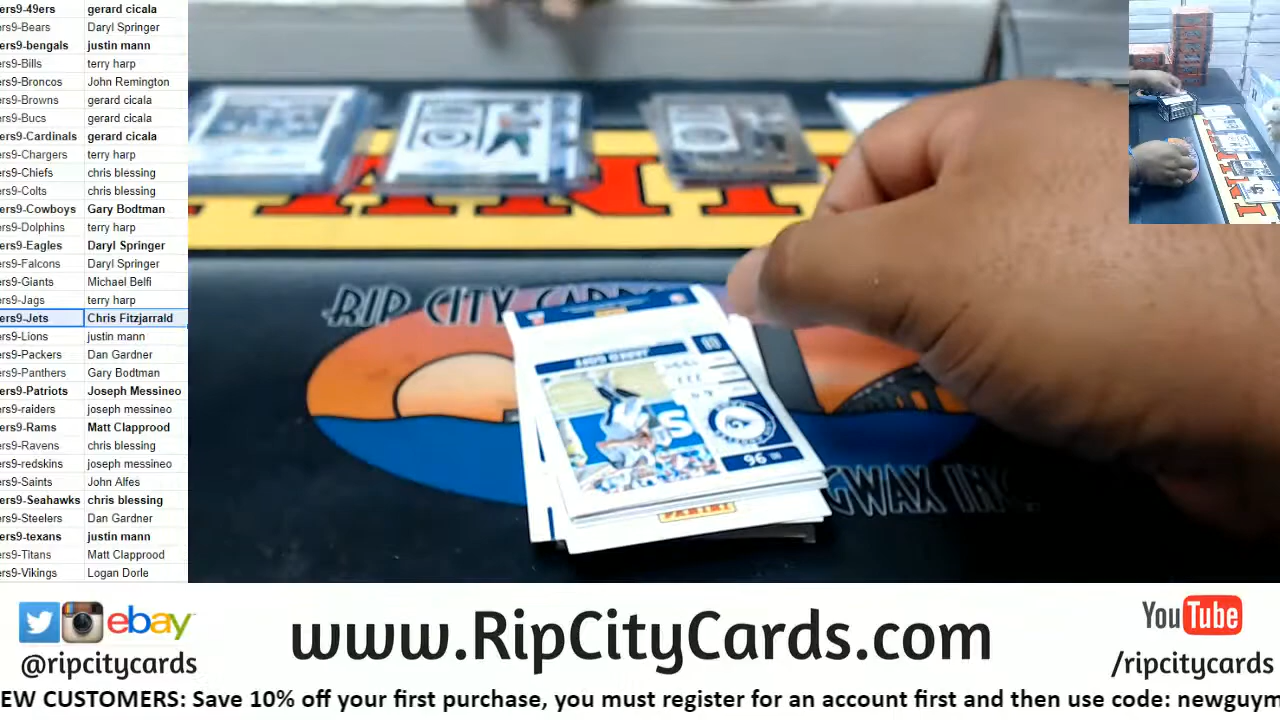 ers9-49ers gerard cicala
ers9-Bears Daryl Springer
ers9-bengals justin mann
ers9-Bills terry harp
ers9-Broncos John Remington
ers9-Browns gerard cicala
ers9-Bucs gerard cicala
ers9-Cardinals gerard cicala
ers9-Chargers terry harp
ers9-Chiefs chris blessing
ers9-Colts chris blessing
ers9-Cowboys Gary Bodtman
ers9-Dolphins terry harp
ers9-Eagles Daryl Springer
ers9-Falcons Daryl Springer
ers9-Giants Michael Belfi
ers9-Jags terry harp
ers9-Jets Chris Fitzjarrald
ers9-Lions justin mann
ers9-Packers Dan Gardner
ers9-Panthers Gary Bodtman
ers9-Patriots Joseph Messineo
ers9-raiders joseph messineo
ers9-Rams Matt Clapprood
ers9-Ravens chris blessing
ers9-redskins joseph messineo
ers9-Saints John Alfes
ers9-Seahawks chris blessing
ers9-Steelers Dan Gardner
ers9-texans justin mann
ers9-Titans Matt Clapprood
ers9-Vikings Logan Dorle
RIP CITY CARDS
GWAX INC.
PANINI
96
ebay
@ripcitycards
www.RipCityCards.com
YouTube
/ripcitycards
EW CUSTOMERS: Save 10% off your first purchase, you must register for an account first and then use code: newguym